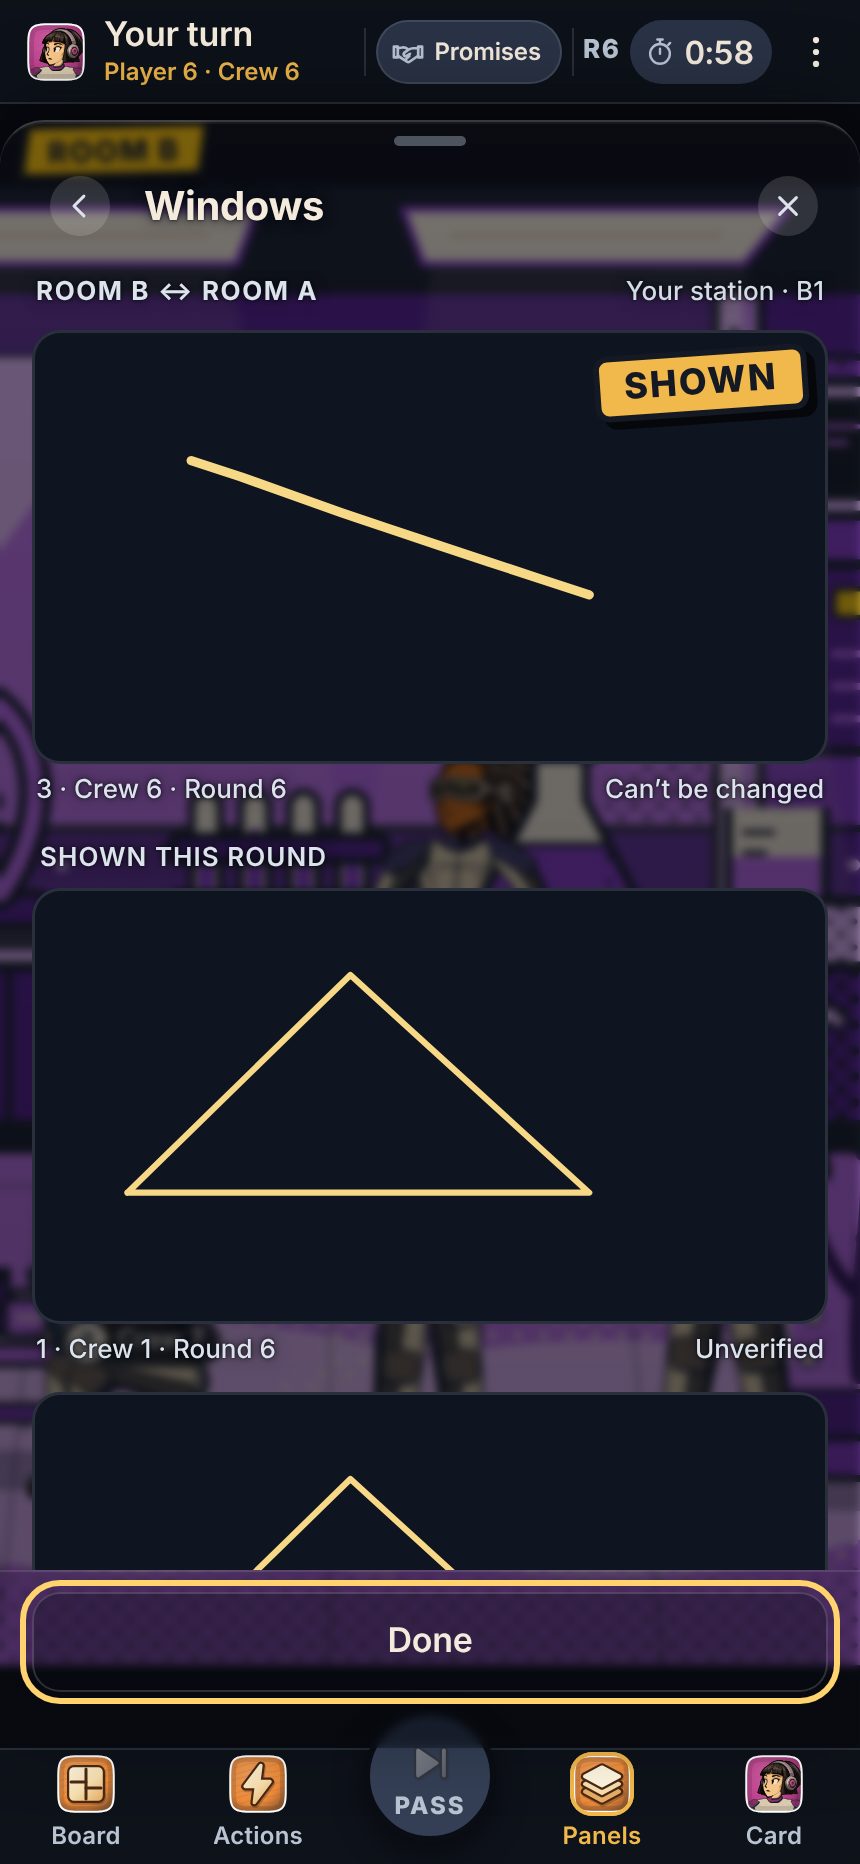 Your turn
Player 6 · Crew 6
Promises
R6
0:58
ROOM B
Windows
ROOM B ↔ ROOM A
Your station · B1
SHOWN
3 · Crew 6 · Round 6
Can’t be changed
SHOWN THIS ROUND
1 · Crew 1 · Round 6
Unverified
Done
PASS
Board
Actions
Panels
Card